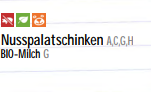 Nusspalatschinken A,C,G,H
BIO-Milch G